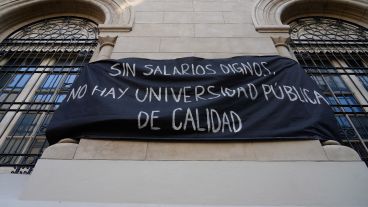 SIN SALARIOS DIGNOS,
NO HAY UNIVERSIDAD PÚBLICA
DE CALIDAD